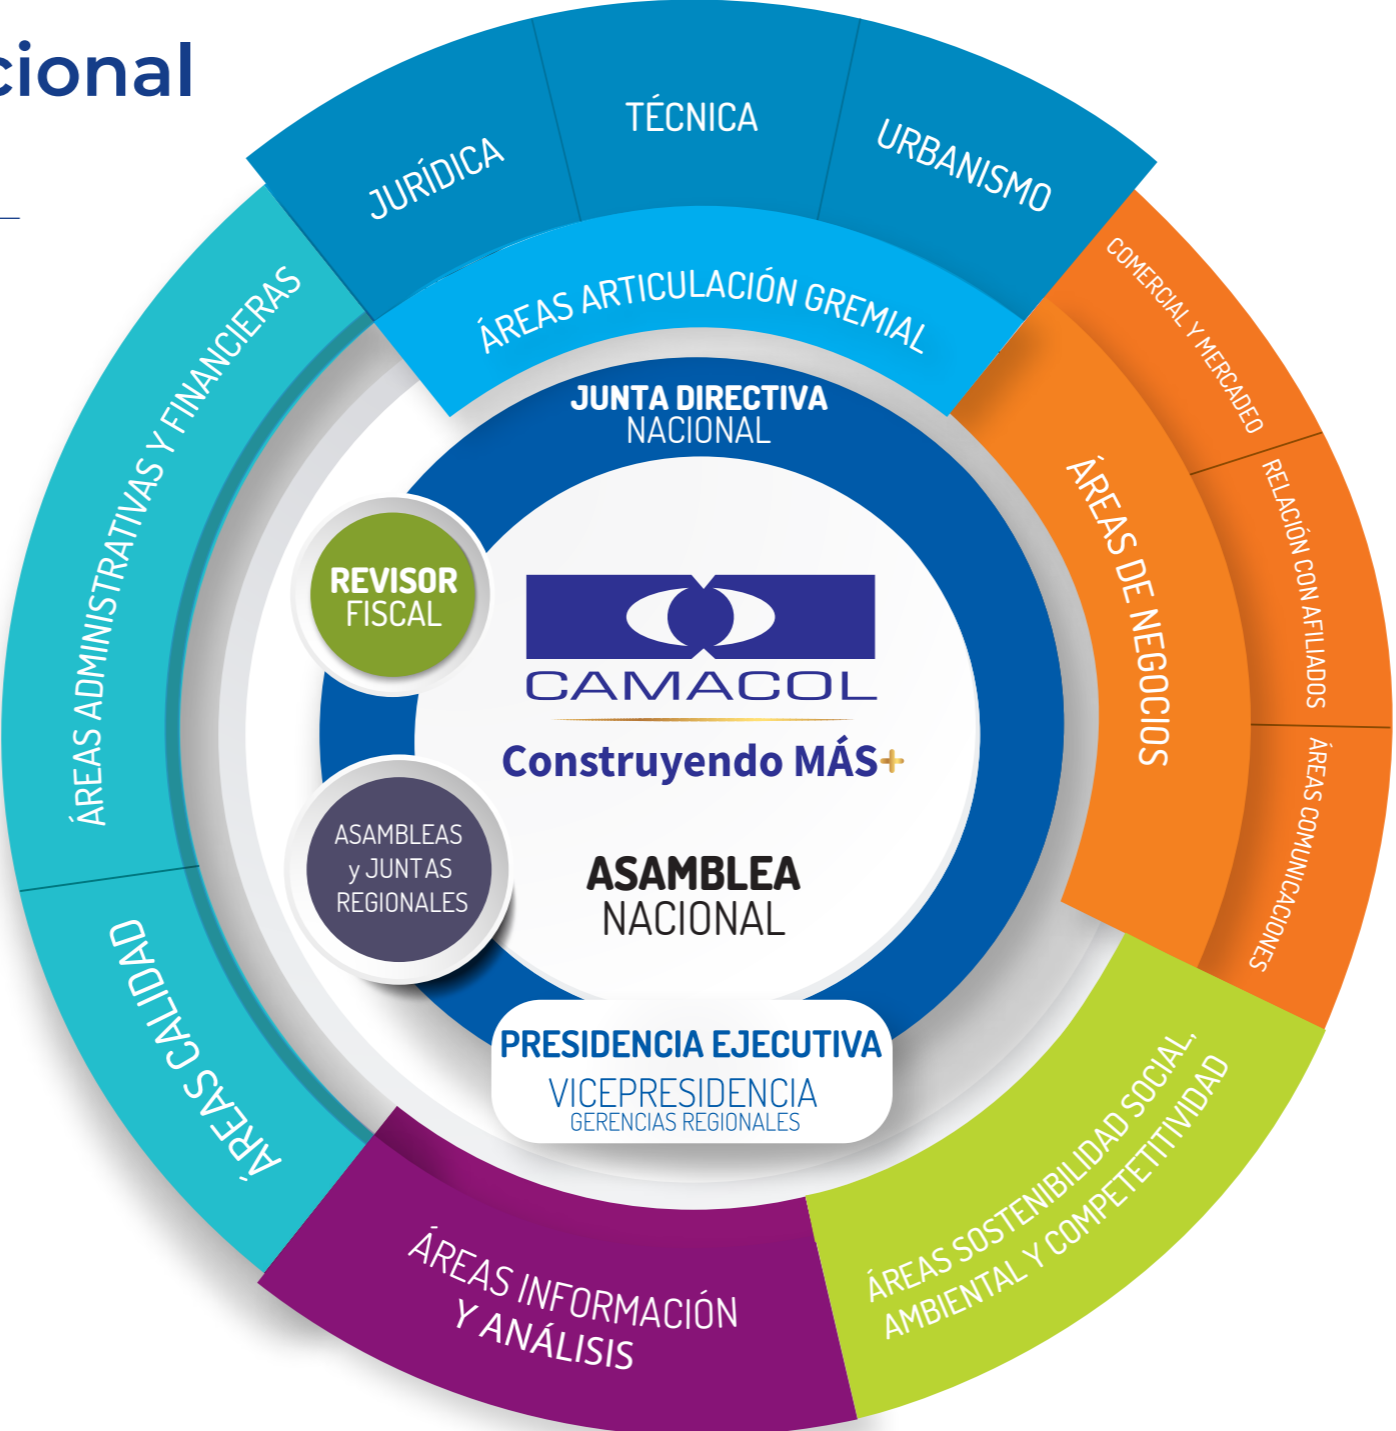 cional
JURÍDICA
TÉCNICA
URBANISMO
ÁREAS ARTICULACIÓN GREMIAL
COMERCIAL Y MERCADEO
RELACIÓN CON AFILIADOS
ÁREAS COMUNICACIONES
ÁREAS DE NEGOCIOS
ÁREAS ADMINISTRATIVAS Y FINANCIERAS
ÁREAS CALIDAD
JUNTA DIRECTIVA
NACIONAL
REVISOR
FISCAL
CAMACOL
Construyendo MÁS+
ASAMBLEAS
y JUNTAS
REGIONALES
ASAMBLEA
NACIONAL
PRESIDENCIA EJECUTIVA
VICEPRESIDENCIA
GERENCIAS REGIONALES
ÁREAS SOSTENIBILIDAD SOCIAL,
AMBIENTAL Y COMPETETITIVIDAD
ÁREAS INFORMACIÓN
Y ANÁLISIS